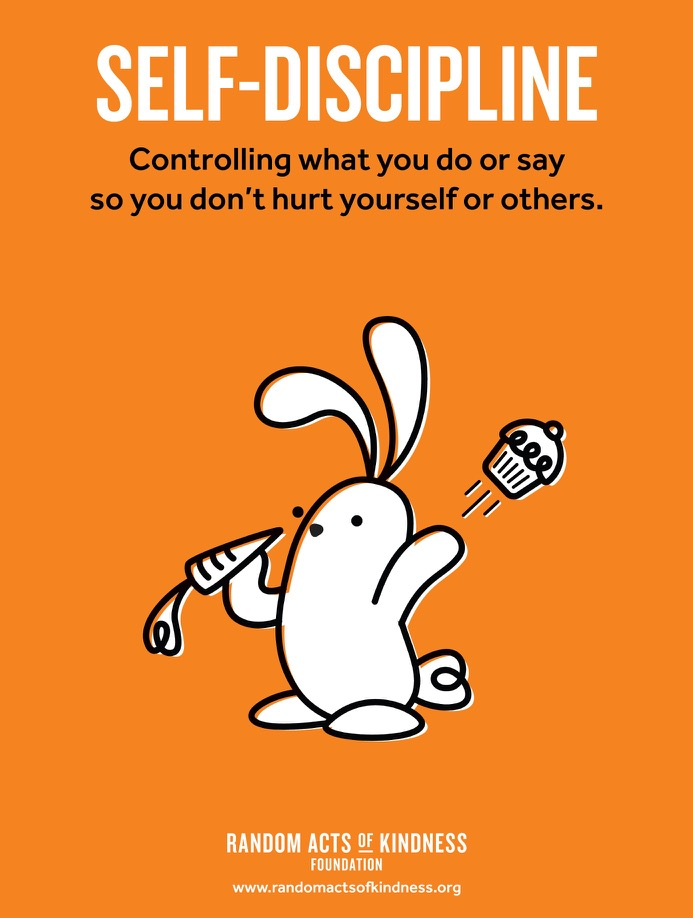 SELF-DISCIPLINE
Controlling what you do or say
so you don't hurt yourself or others.
RANDOM ACTS OF KINDNESS
FOUNDATION
www.randomactsofkindness.org